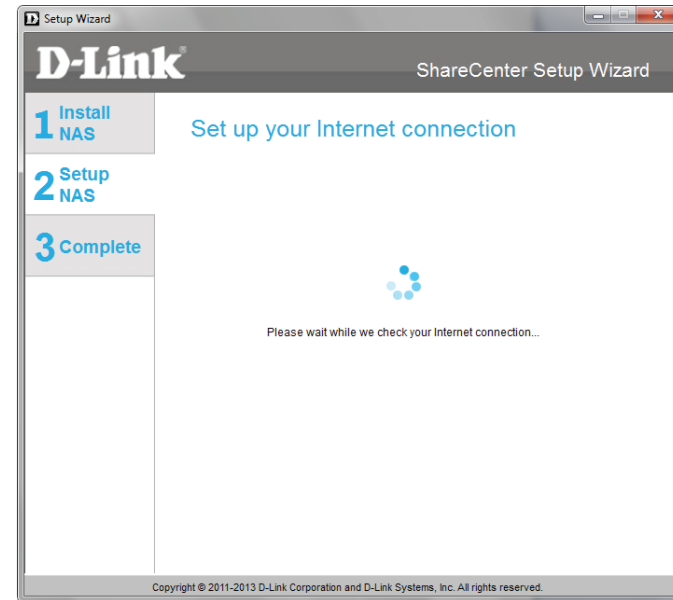 Setup Wizard
D-Link®
ShareCenter Setup Wizard
1 Install
NAS
Set up your Internet connection
2 Setup
NAS
3 Complete
Please wait while we check your Internet connection...
Copyright © 2011-2013 D-Link Corporation and D-Link Systems, Inc. All rights reserved.